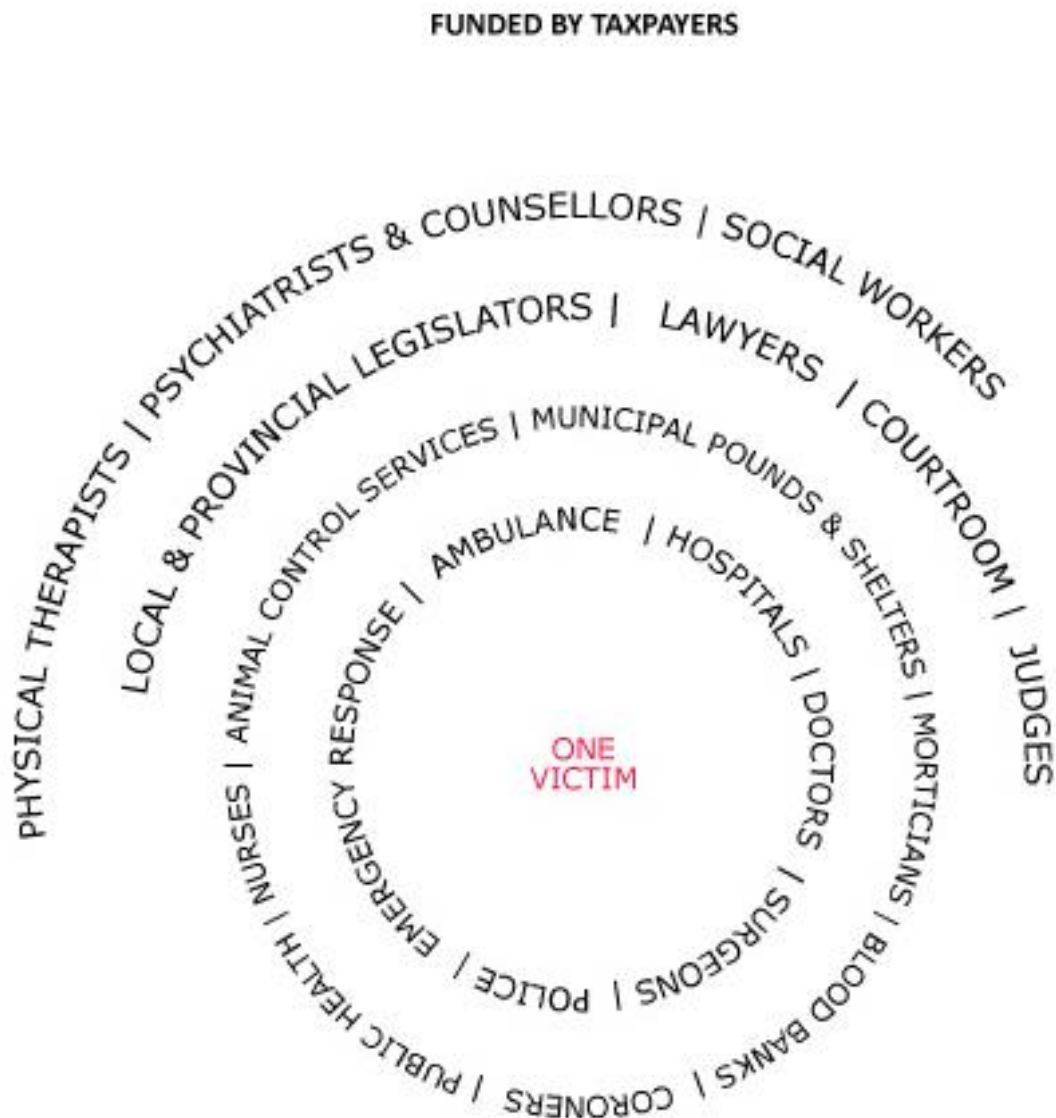 FUNDED BY TAXPAYERS
PHYSICAL THERAPISTS | PSYCHIATRISTS & COUNSELLORS | SOCIAL WORKERS
LOCAL & PROVINCIAL LEGISLATORS | LAWYERS | COURTROOM | JUDGES
ANIMAL CONTROL SERVICES | MUNICIPAL POUNDS & SHELTERS | MORTICIANS | BLOOD BANKS | CORONERS | PUBLIC HEALTH | NURSES |
AMBULANCE | HOSPITALS | DOCTORS | SURGEONS | POLICE | EMERGENCY RESPONSE |
ONE
VICTIM